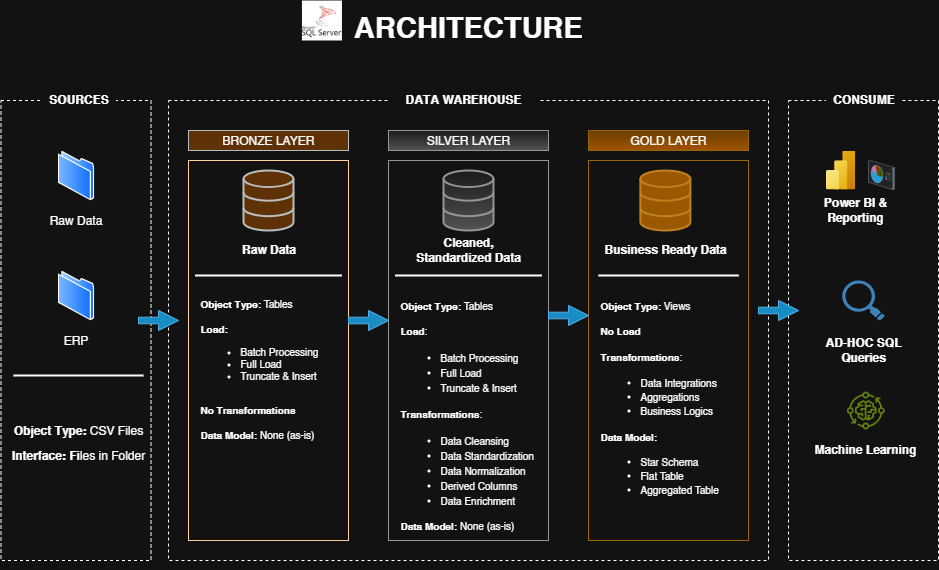 SQL Server
ARCHITECTURE
SOURCES
Raw Data
ERP
Object Type: CSV Files
Interface: Files in Folder
DATA WAREHOUSE
BRONZE LAYER
Raw Data
Object Type: Tables
Load:
• Batch Processing
• Full Load
• Truncate & Insert
No Transformations
Data Model: None (as-is)
SILVER LAYER
Cleaned,
Standardized Data
Object Type: Tables
Load:
• Batch Processing
• Full Load
• Truncate & Insert
Transformations:
• Data Cleansing
• Data Standardization
• Data Normalization
• Derived Columns
• Data Enrichment
Data Model: None (as-is)
GOLD LAYER
Business Ready Data
Object Type: Views
No Load
Transformations:
• Data Integrations
• Aggregations
• Business Logics
Data Model:
• Star Schema
• Flat Table
• Aggregated Table
CONSUME
Power BI &
Reporting
AD-HOC SQL
Queries
Machine Learning